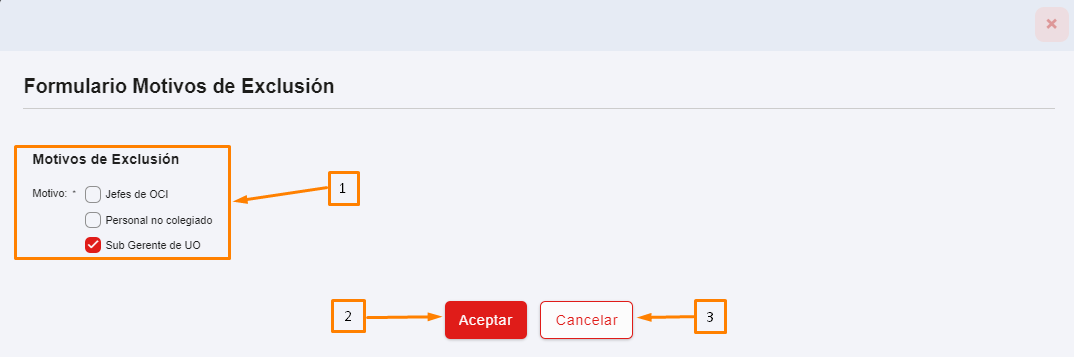 Formulario Motivos de Exclusión
Motivos de Exclusión
Motivo: * Jefes de OCI
1
Personal no colegiado
Sub Gerente de UO
2
Aceptar
Cancelar
3